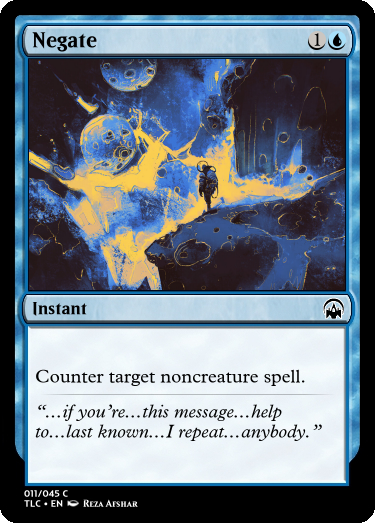 Negate 1
Instant
Counter target noncreature spell.
“…if you’re…this message…help
to…last known…I repeat…anybody.”
011/045 C
TLC • EN Reza Afshar